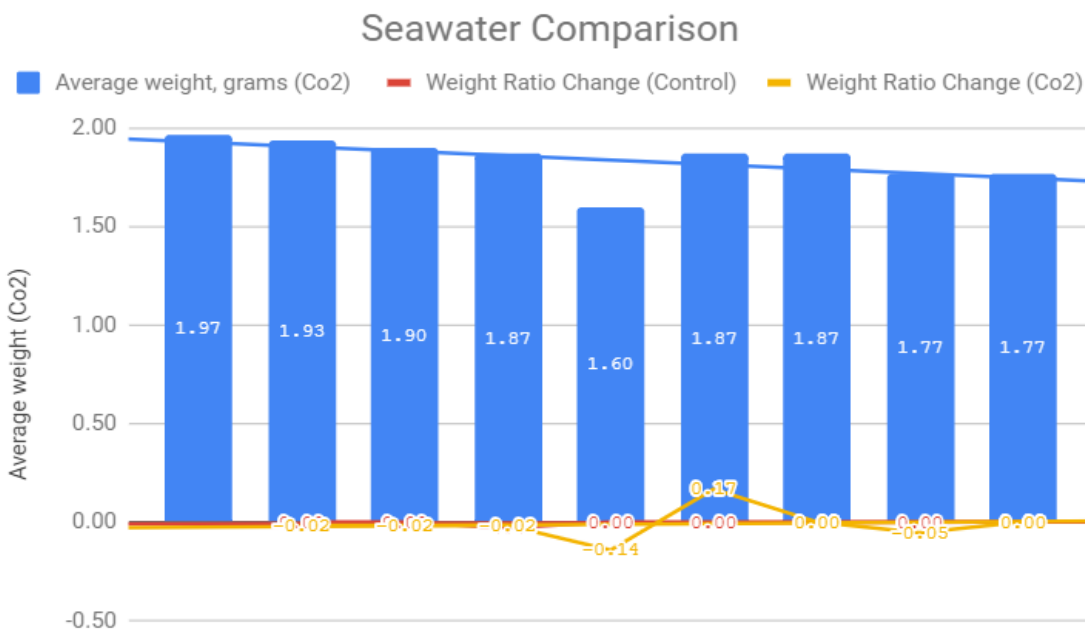 Seawater Comparison
Average weight, grams (Co2) Weight Ratio Change (Control) Weight Ratio Change (Co2)
2.00
1.50
1.00
0.50
0.00
-0.50
Average weight (Co2)
1.97 1.93 1.90 1.87 1.60 1.87 1.87 1.77 1.77
0.17
0.00 0.00 0.00 0.00 0.00
-0.02 -0.02 -0.02 -0.14 -0.05